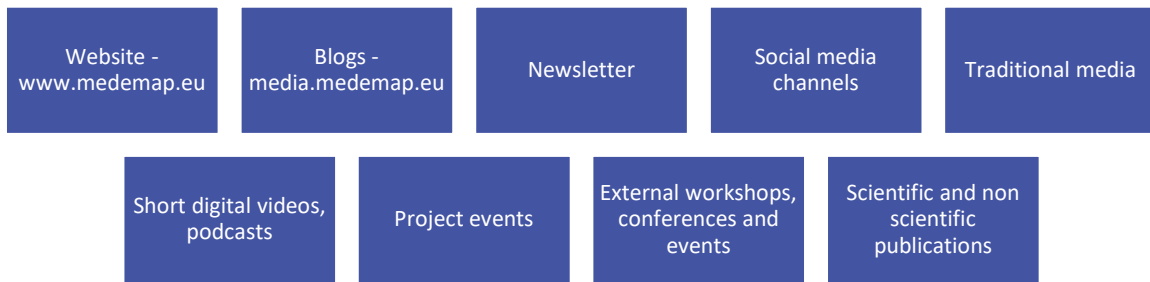 Website -
www.medemap.eu
Blogs -
media.medemap.eu
Newsletter
Social media
channels
Traditional media
Short digital videos,
podcasts
Project events
External workshops,
conferences and
events
Scientific and non
scientific
publications